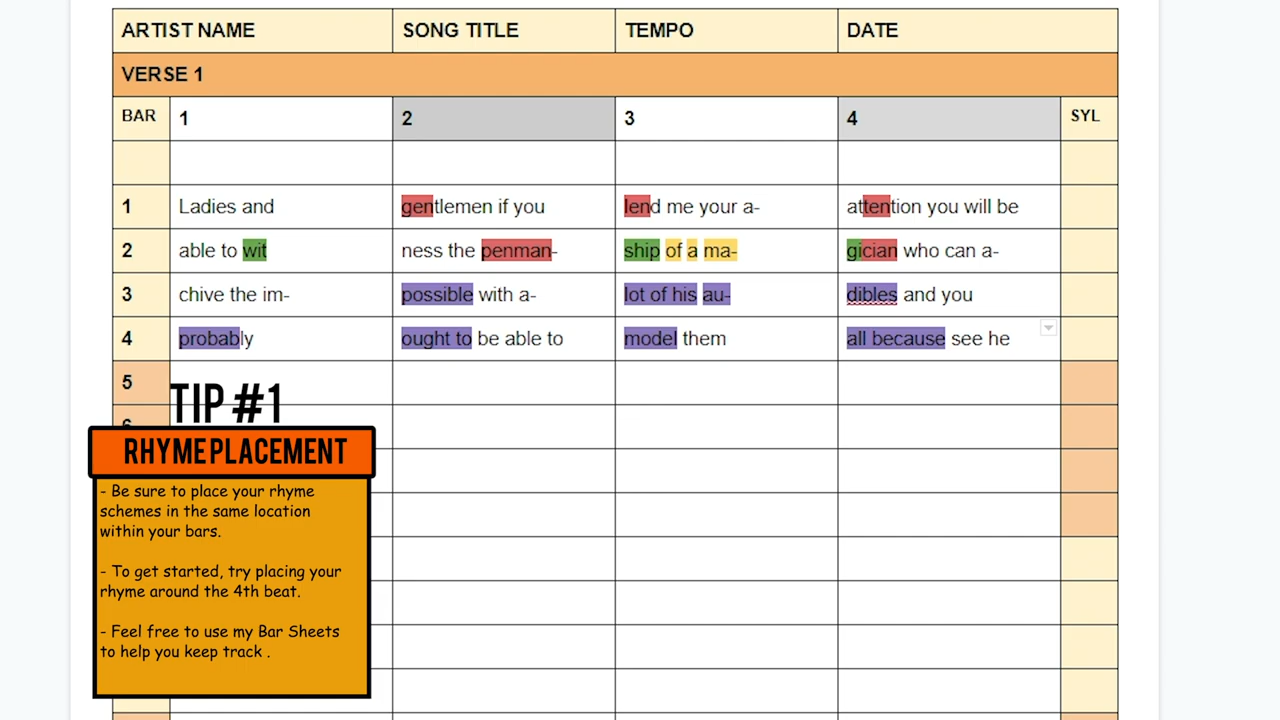 ARTIST NAME SONG TITLE TEMPO DATE
VERSE 1
BAR 1 2 3 4 SYL
1 Ladies and gentlemen if you lend me your a- attention you will be
2 able to wit ness the penman- ship of a ma- gician who can a-
3 chive the im- possible with a- lot of his au- dibles and you
4 probably ought to be able to model them all because see he
5
TIP #1
RHYME PLACEMENT
- Be sure to place your rhyme
schemes in the same location
within your bars.
- To get started, try placing your
rhyme around the 4th beat.
- Feel free to use my Bar Sheets
to help you keep track .